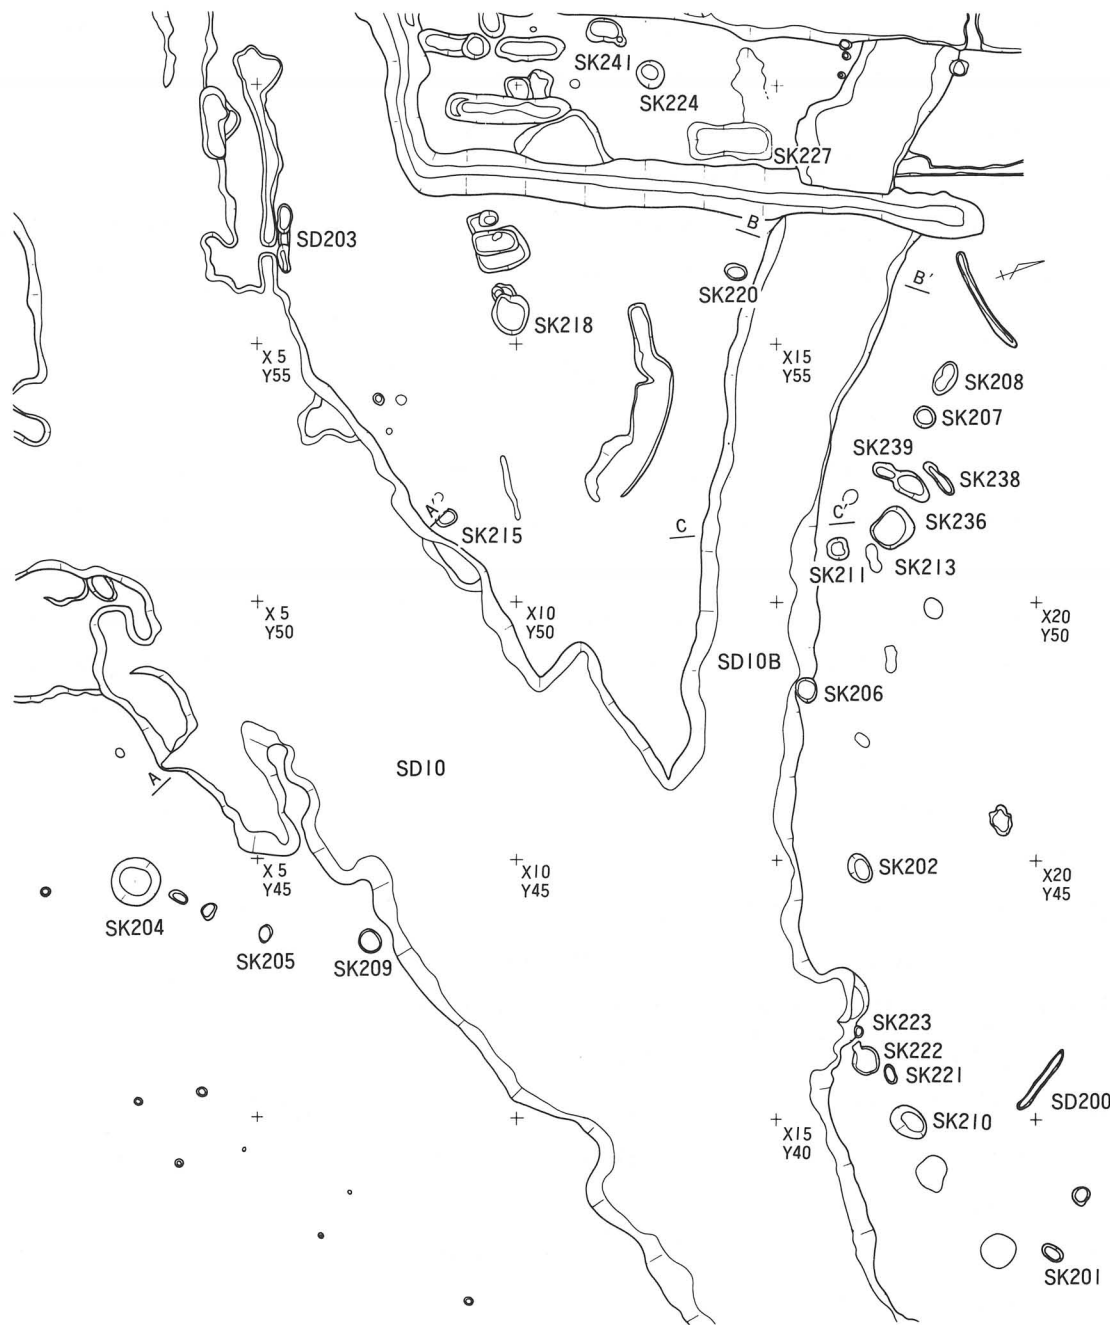 SK241
SK224
SK227
B
SD203
SK220
B'
SK218
X5
Y55
X15
Y55
SK208
SK207
SK239
SK238
A'
SK215
C
C'
SK236
SK211
SK213
X5
Y50
X10
Y50
X20
Y50
SD10B
SK206
A
SD10
X5
Y45
X10
Y45
SK202
X20
Y45
SK204
SK205
SK209
SK223
SK222
SK221
SD200
SK210
X15
Y40
SK201